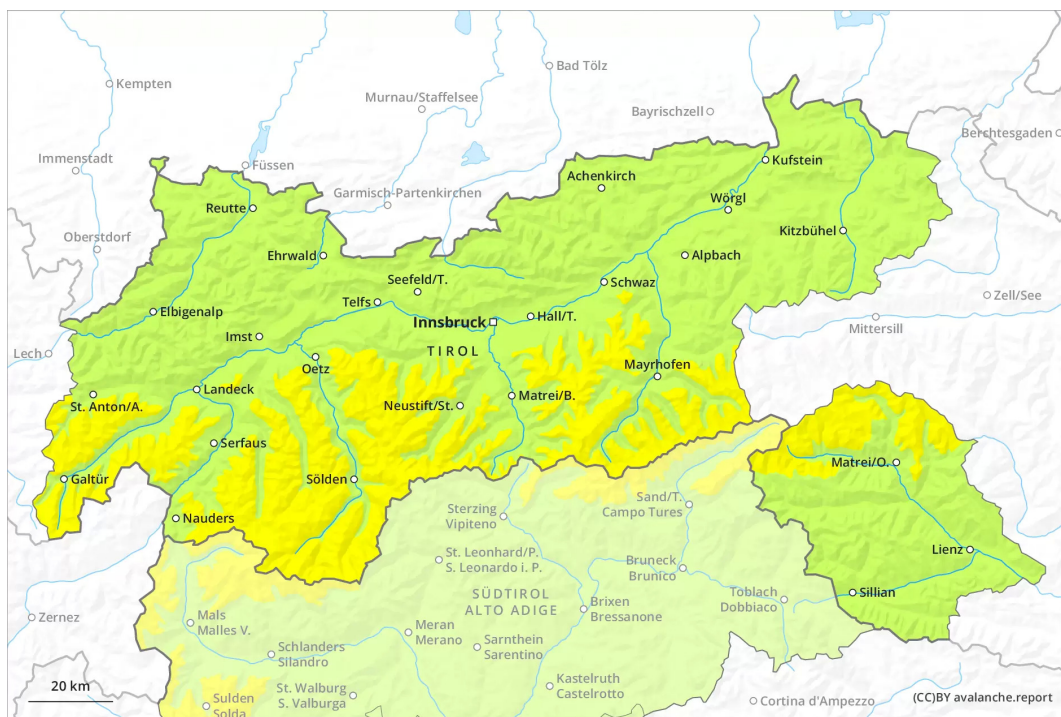 Kempten
Bad Tölz
Murnau/Staffelsee
Bayrischzell
Berchtesgaden
Immenstadt
Füssen
Kufstein
Achenkirch
Garmisch-Partenkirchen
Reutte
Wörgl
Kitzbühel
Oberstdorf
Ehrwald
Alpbach
Seefeld/T.
Schwaz
Zell/See
Telfs
Elbigenalp
Innsbruck
Hall/T.
Mittersill
Imst
Lech
TIROL
Oetz
Mayrhofen
Landeck
St. Anton/A.
Neustift/St.
Matrei/B.
Serfaus
Matrei/O.
Galtür
Sölden
Sand/T.
Campo Tures
Sterzing
Vipiteno
Nauders
Lienz
St. Leonhard/P.
S. Leonardo i. P.
Bruneck
Brunico
Sillian
SÜDTIROL
ALTO ADIGE
Toblach
Dobbiaco
Brixen
Bressanone
Zernez
Mals
Malles V.
Meran
Merano
Sarnthein
Sarentino
Schlanders
Silandro
20 km
St. Walburg
S. Valburga
Kastelruth
Castelrotto
Sulden
Solda
Cortina d'Ampezzo
(CC)BY avalanche.report